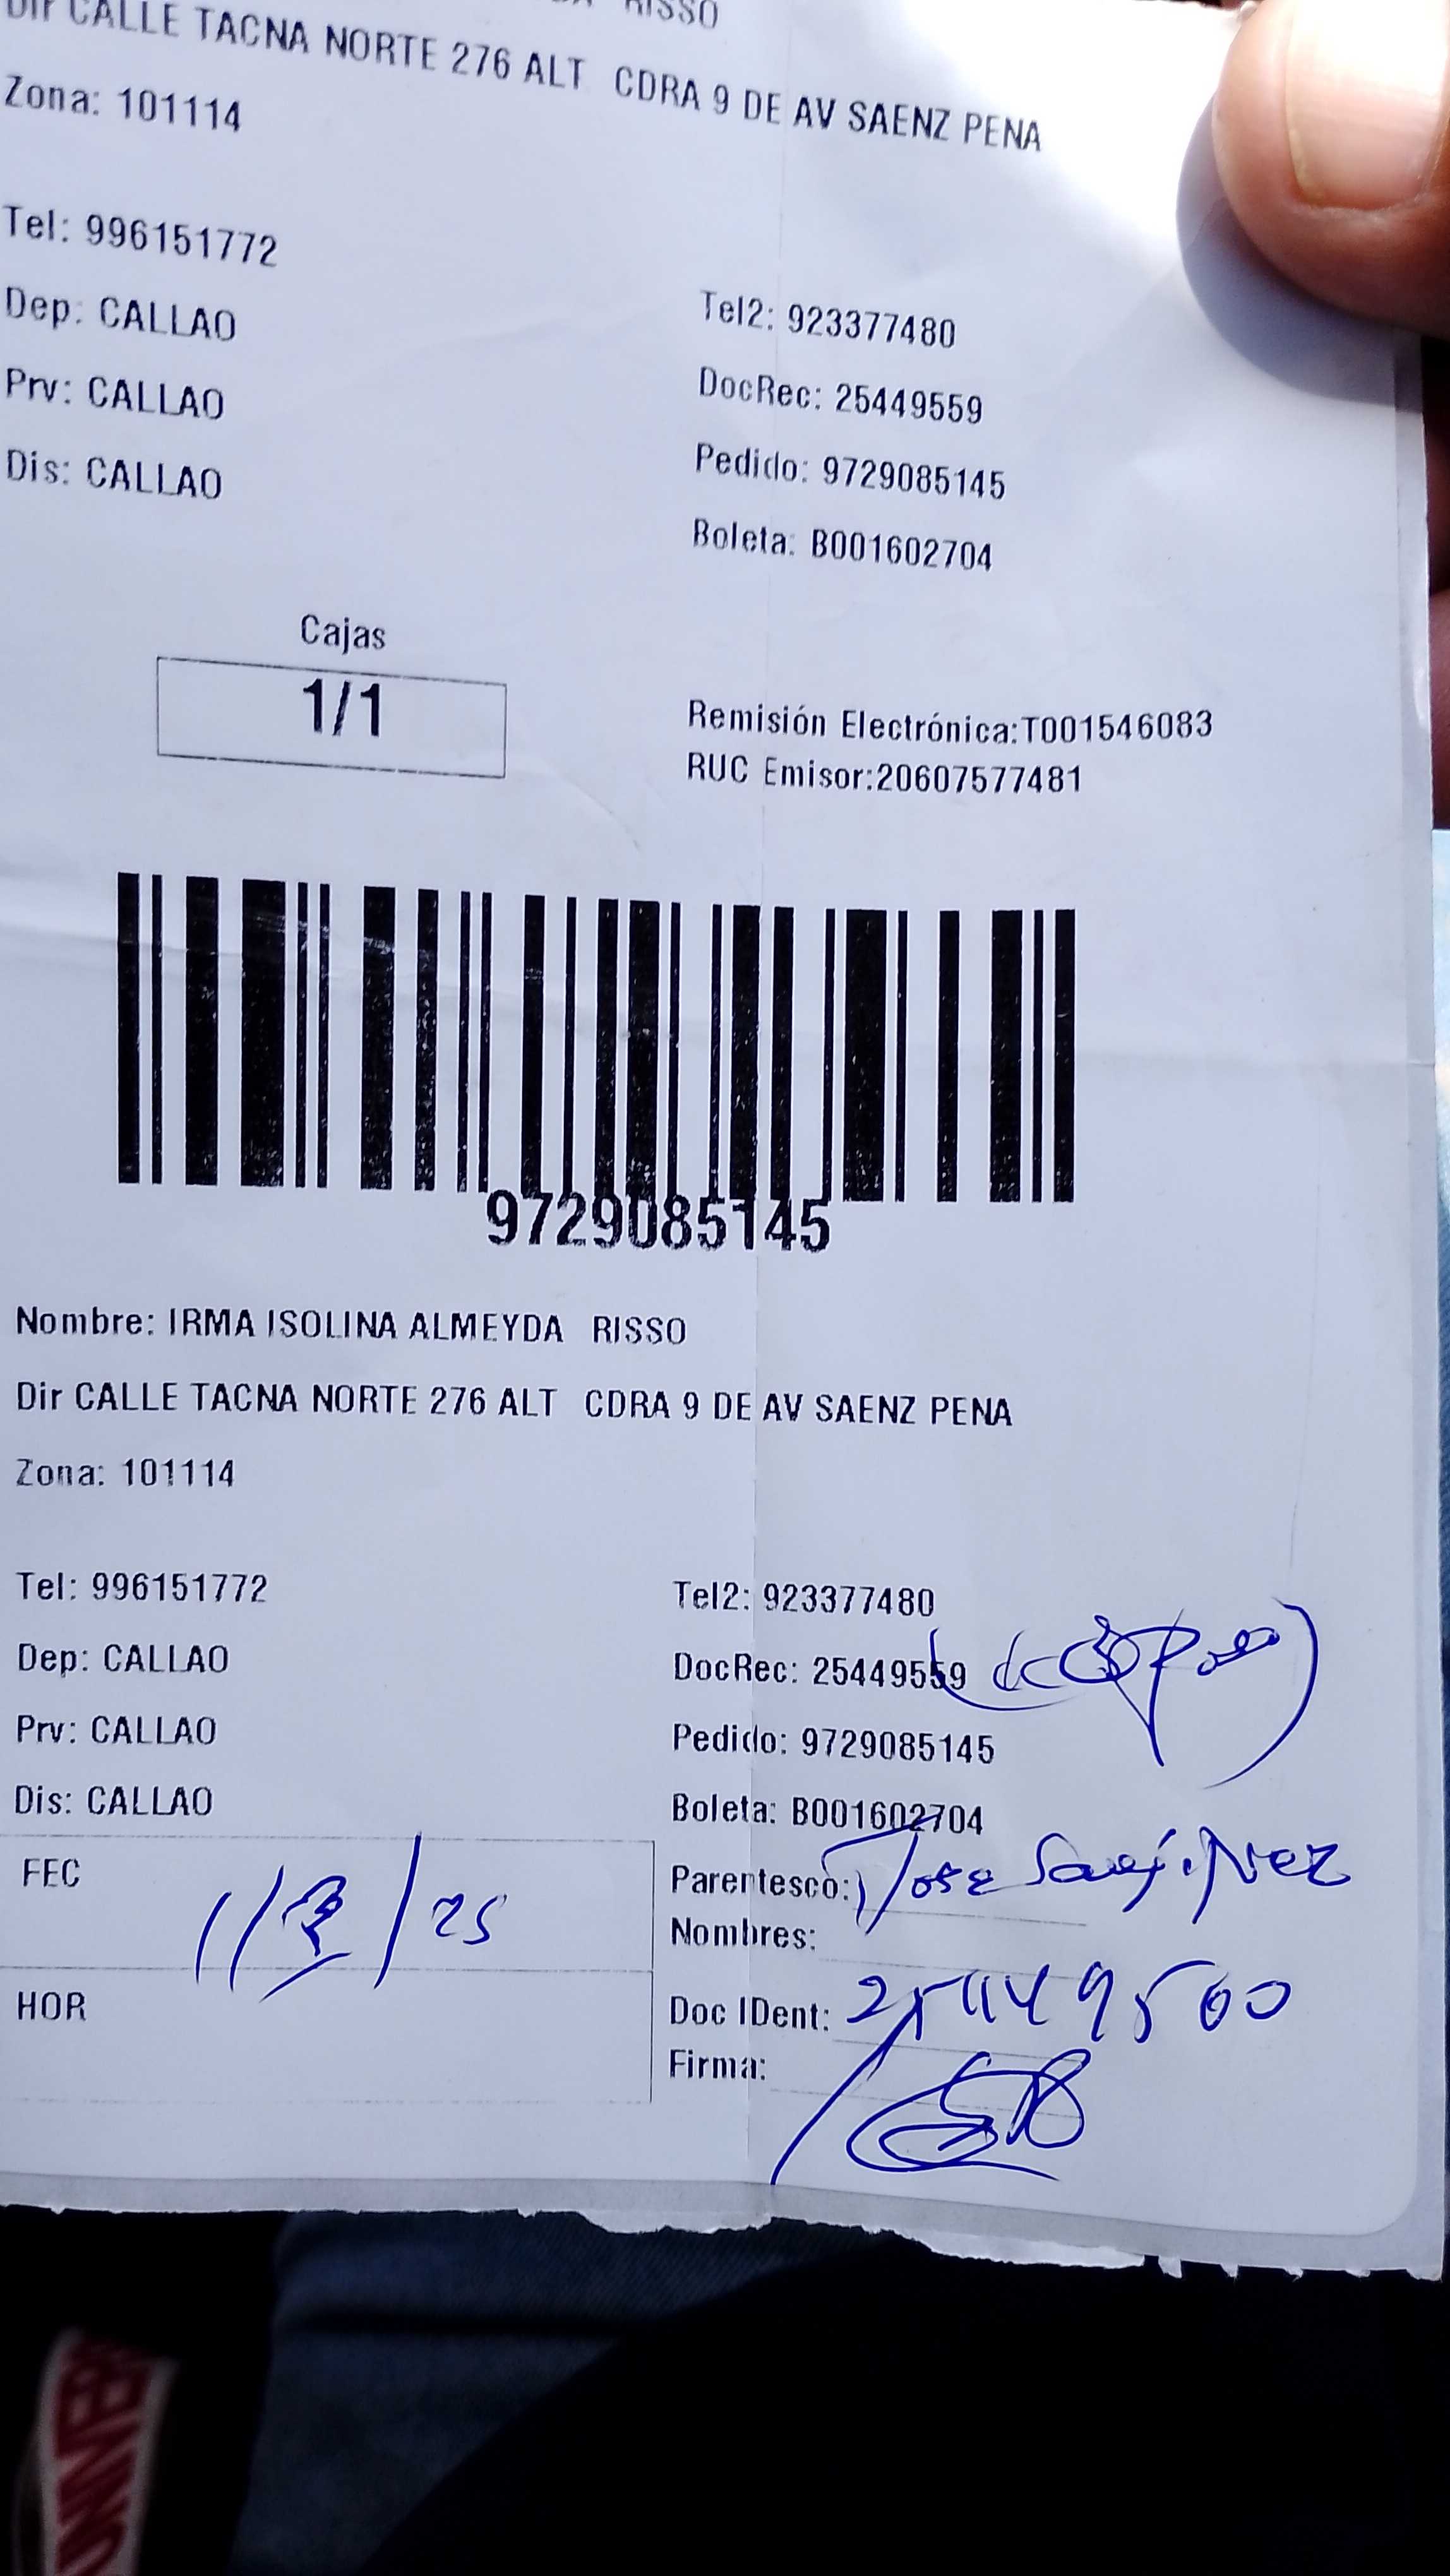 RISSO
Dir CALLE TACNA NORTE 276 ALT CDRA 9 DE AV SAENZ PENA
Zona: 101114
Tel: 996151772
Tel2: 923377480
Dep: CALLAO
DocRec: 25449559
Prv: CALLAO
Pedido: 9729085145
Dis: CALLAO
Boleta: B001602704
Cajas
1/1
Remisión Electrónica:T001546083
RUC Emisor:20607577481
9729085145
Nombre: IRMA ISOLINA ALMEYDA RISSO
Dir CALLE TACNA NORTE 276 ALT CDRA 9 DE AV SAENZ PENA
Zona: 101114
Tel: 996151772
Tel2: 923377480
Dep: CALLAO
DocRec: 25449559
Prv: CALLAO
Pedido: 9729085145
Dis: CALLAO
Boleta: B001602704
FEC
Parentesco: Jose
Nombres:
HOR
Doc IDent:
Firma: